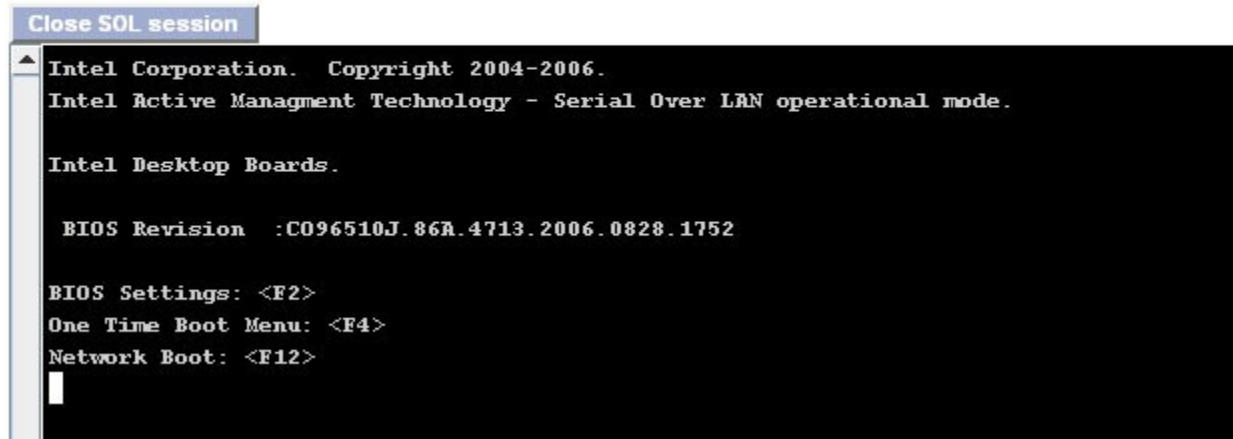 Close SOL session
Intel Corporation.  Copyright 2004-2006.
Intel Active Managment Technology - Serial Over LAN operational mode.
Intel Desktop Boards.
BIOS Revision  :CO96510J.86A.4713.2006.0828.1752
BIOS Settings: <F2>
One Time Boot Menu: <F4>
Network Boot: <F12>